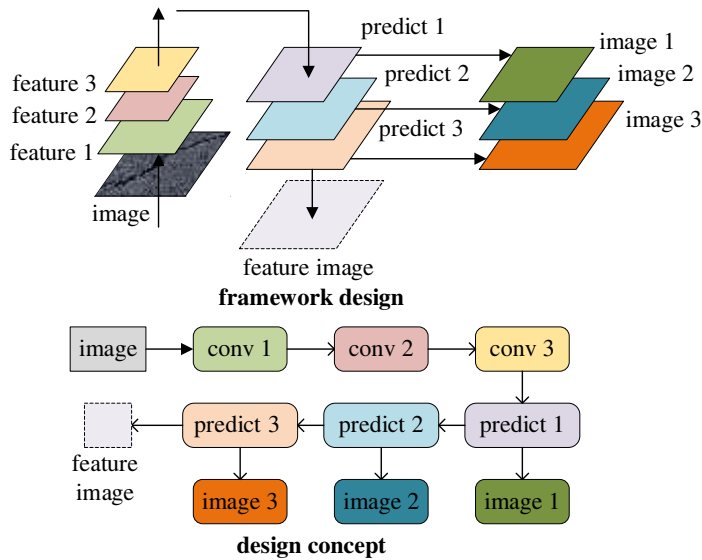 predict 1
image 1
feature 3
predict 2
image 2
feature 2
predict 3
image 3
feature 1
image
feature image
framework design
image
conv 1
conv 2
conv 3
predict 3
predict 2
predict 1
feature
image
image 3
image 2
image 1
design concept